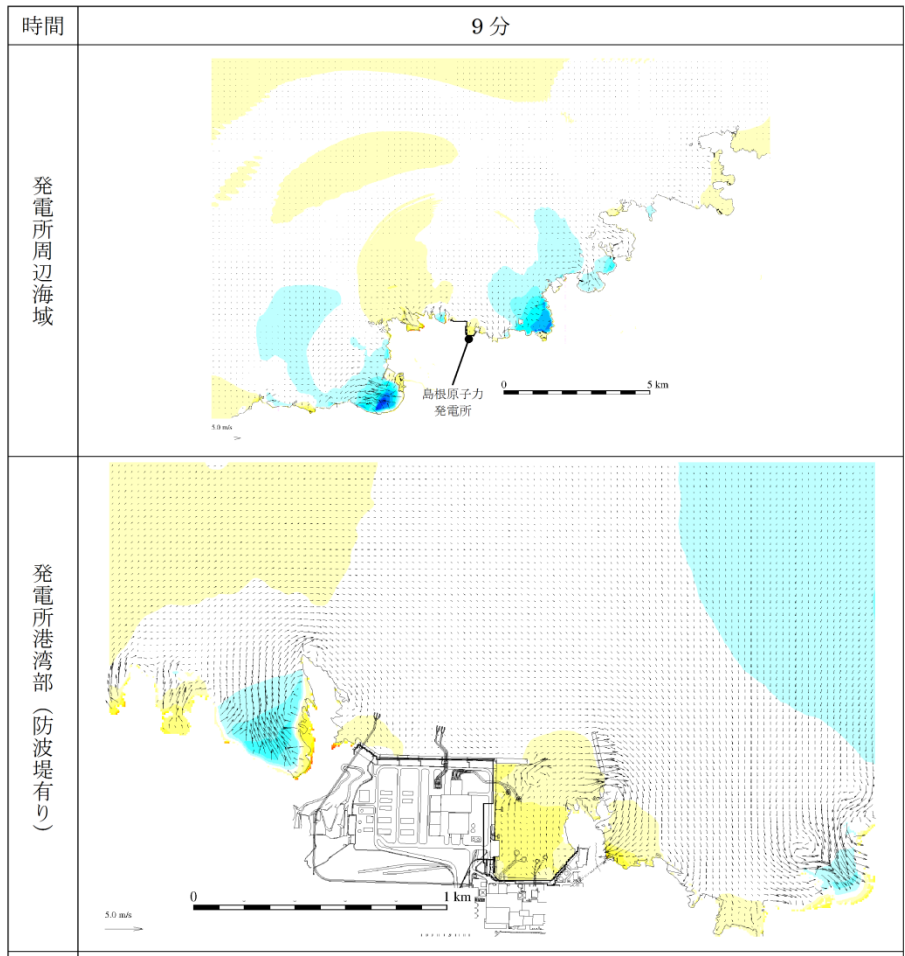 時間
9分
発電所周辺海域
島根原子力
発電所
0
5 km
5.0 m/s
発電所港湾部（防波堤有り）
0
1 km
5.0 m/s